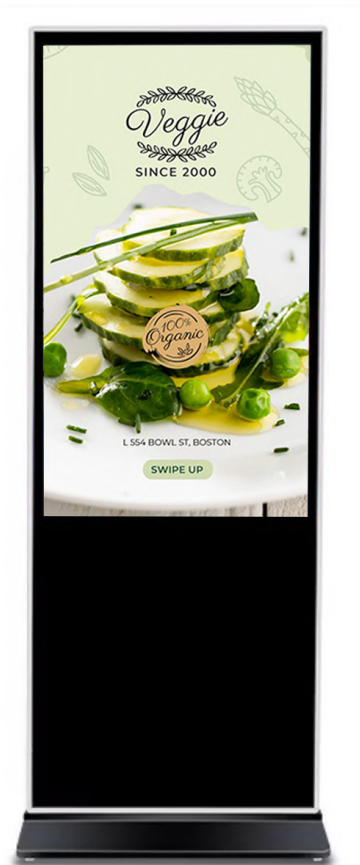 Veggie
SINCE 2000
100%
Organic
L 554 BOWL ST, BOSTON
SWIPE UP